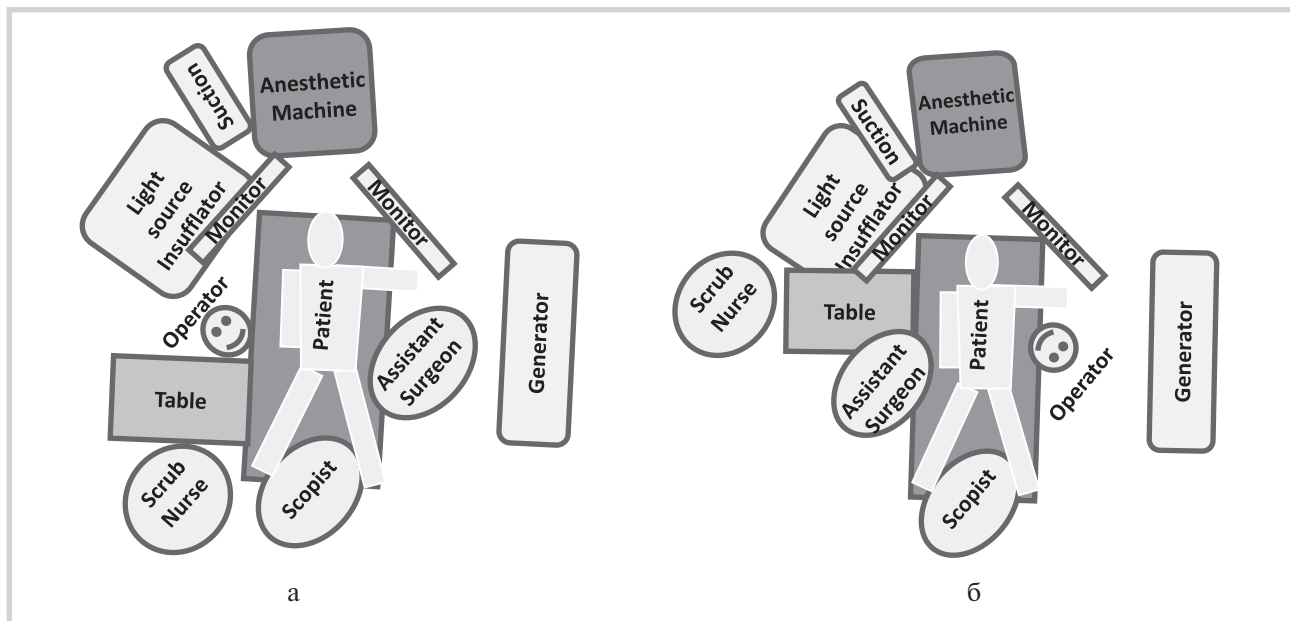 Suction
Anesthetic
Machine
Light
source
Insufflator
Monitor
Monitor
Operator
Patient
Assistant
Surgeon
Generator
Table
Scrub
Nurse
Scopist
а
Suction
Anesthetic
Machine
Light
source
Insufflator
Monitor
Monitor
Scrub
Nurse
Table
Patient
Assistant
Surgeon
Operator
Generator
Scopist
б